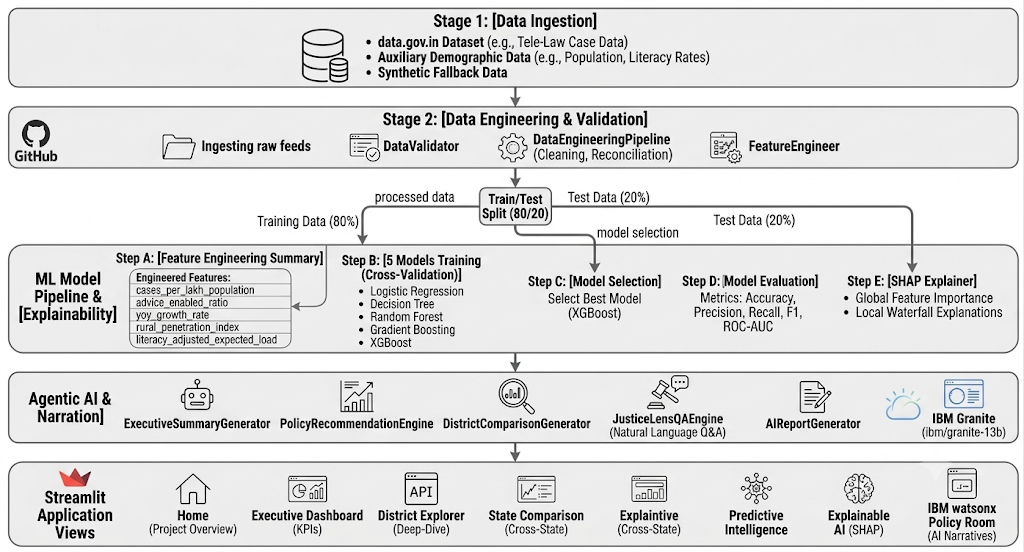 Stage 1: [Data Ingestion]
• data.gov.in Dataset (e.g., Tele-Law Case Data)
• Auxiliary Demographic Data (e.g., Population, Literacy Rates)
• Synthetic Fallback Data
Stage 2: [Data Engineering & Validation]
GitHub
Ingesting raw feeds
DataValidator
DataEngineeringPipeline
(Cleaning, Reconciliation)
FeatureEngineer
processed data
Train/Test
Split (80/20)
Test Data (20%)
Training Data (80%)
model selection
Test Data (20%)
ML Model
Pipeline &
[Explainability]
Step A: [Feature Engineering Summary]
Engineered Features:
cases_per_lakh_population
advice_enabled_ratio
yoy_growth_rate
rural_penetration_index
literacy_adjusted_expected_load
Step B: [5 Models Training
(Cross-Validation)]
• Logistic Regression
• Decision Tree
• Random Forest
• Gradient Boosting
• XGBoost
Step C: [Model Selection]
Select Best Model
(XGBoost)
Step D: [Model Evaluation]
Metrics: Accuracy,
Precision, Recall, F1,
ROC-AUC
Step E: [SHAP Explainer]
• Global Feature Importance
• Local Waterfall Explanations
Agentic AI &
Narration]
ExecutiveSummaryGenerator
PolicyRecommendationEngine
DistrictComparisonGenerator
JusticeLensQAEngine
(Natural Language Q&A)
AIReportGenerator
IBM Granite
(ibm/granite-13b)
Streamlit
Application
Views
Home
(Project Overview)
Executive Dashboard
(KPIs)
API
District Explorer
(Deep-Dive)
State Comparison
(Cross-State)
Explaintive
(Cross-State)
Predictive
Intelligence
Explainable
AI (SHAP)
IBM watsonx
Policy Room
(AI Narratives)